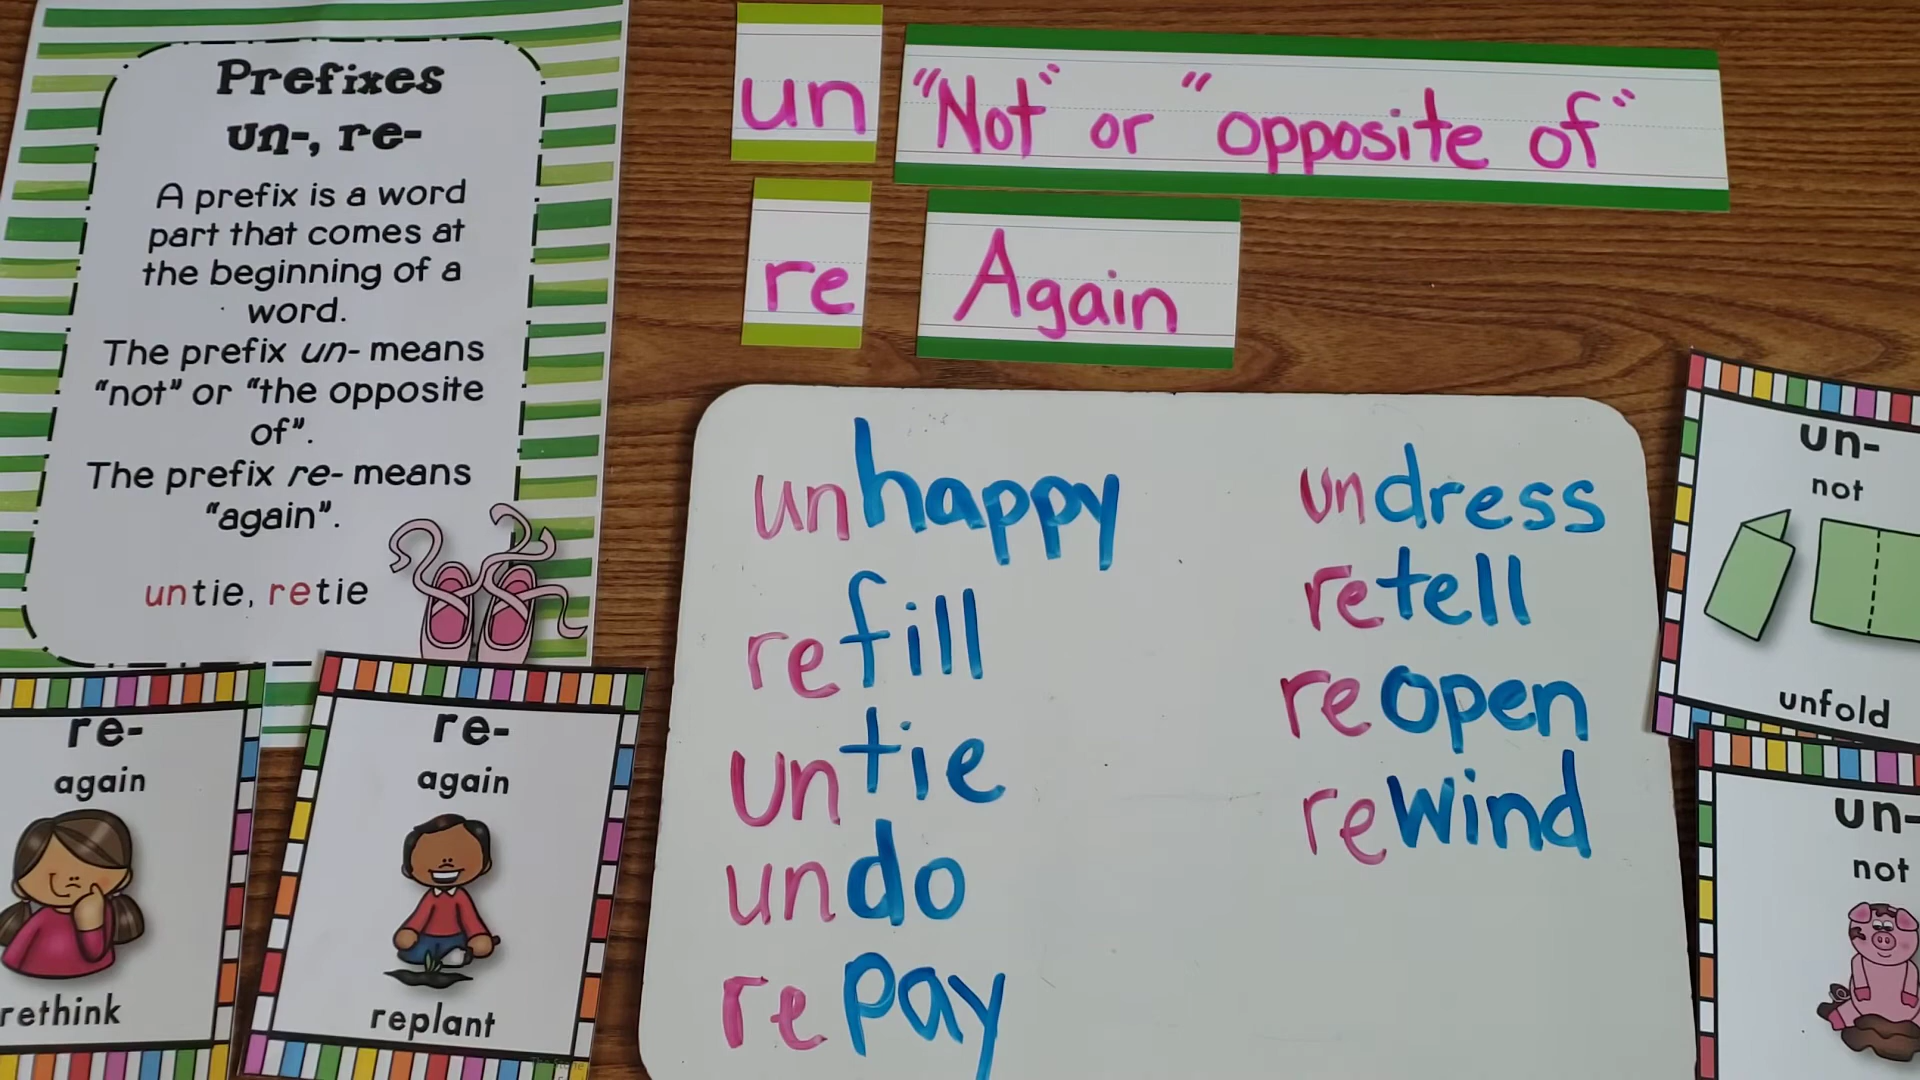 Prefixes
un-, re-
A prefix is a word
part that comes at
the beginning of a
word.
The prefix un- means
"not" or "the opposite
of".
The prefix re- means
"again".
untie, retie
un
"Not" or "opposite of"
re
Again
unhappy
refill
untie
undo
repay
undress
retell
reopen
rewind
re-
again
rethink
re-
again
replant
un-
not
unfold
un-
not